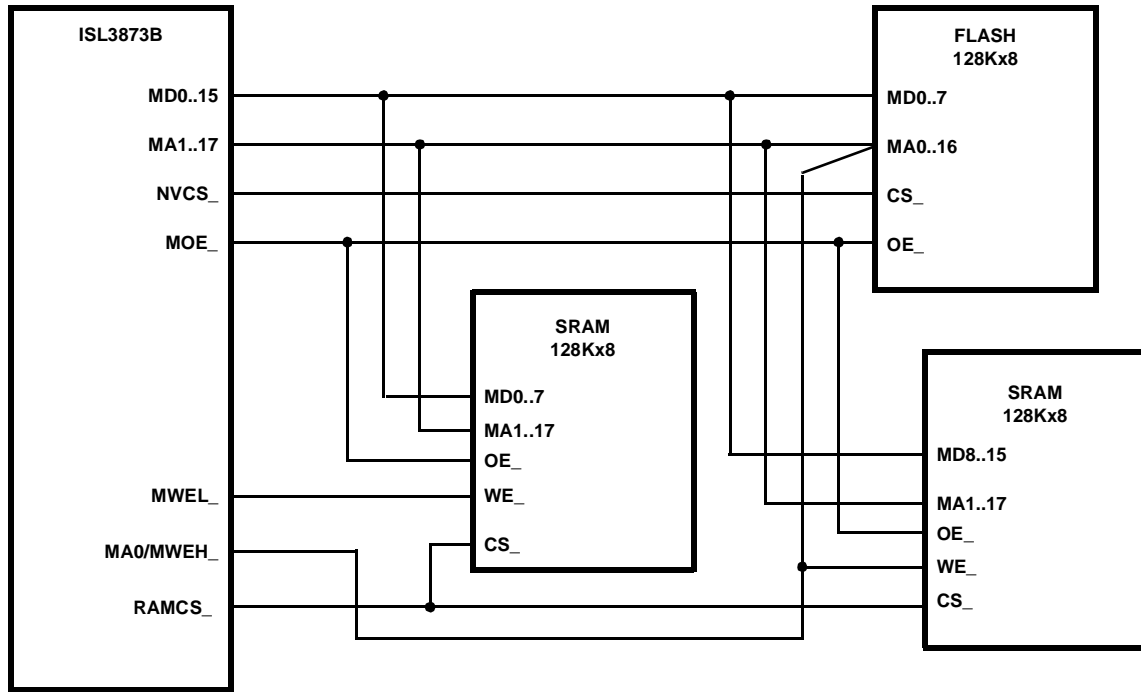 ISL3873B
MD0..15
MA1..17
NVCS_
MOE_
MWEL_
MA0/MWEH_
RAMCS_
FLASH
128Kx8
MD0..7
MA0..16
CS_
OE_
SRAM
128Kx8
MD0..7
MA1..17
OE_
WE_
CS_
SRAM
128Kx8
MD8..15
MA1..17
OE_
WE_
CS_